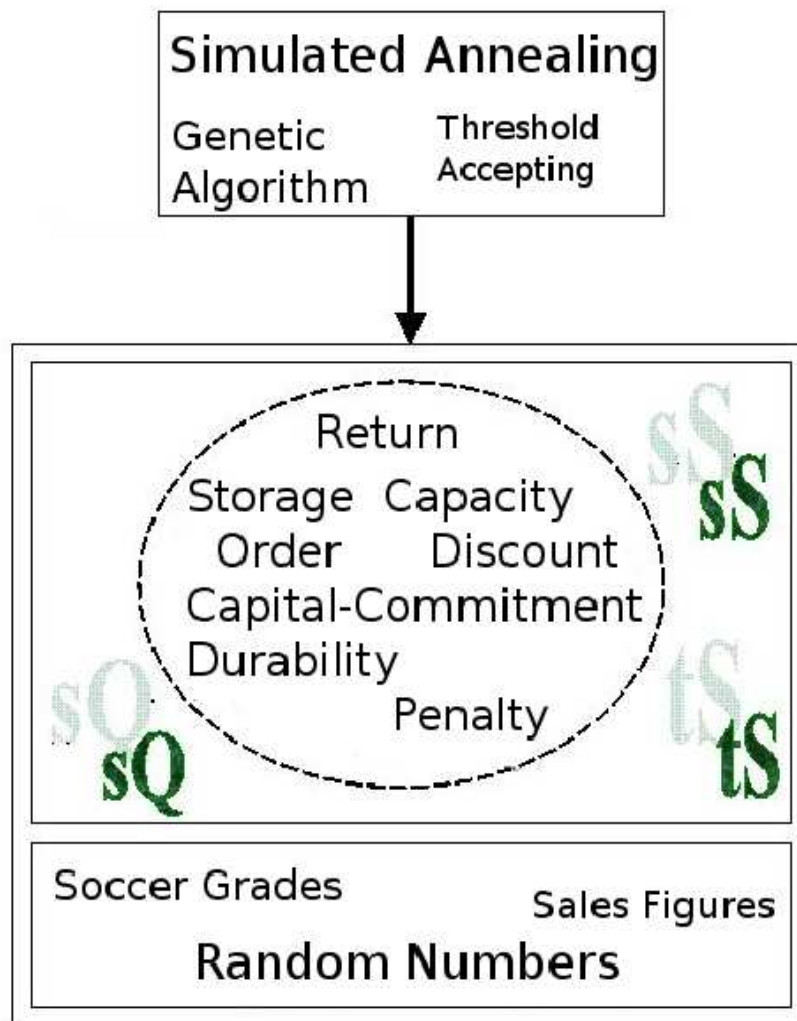 Simulated Annealing
Genetic
Algorithm
Threshold
Accepting
Return
Storage Capacity
Order Discount
Capital-Commitment
Durability
Penalty
sS
sS
tS
tS
sQ
sQ
Soccer Grades
Sales Figures
Random Numbers